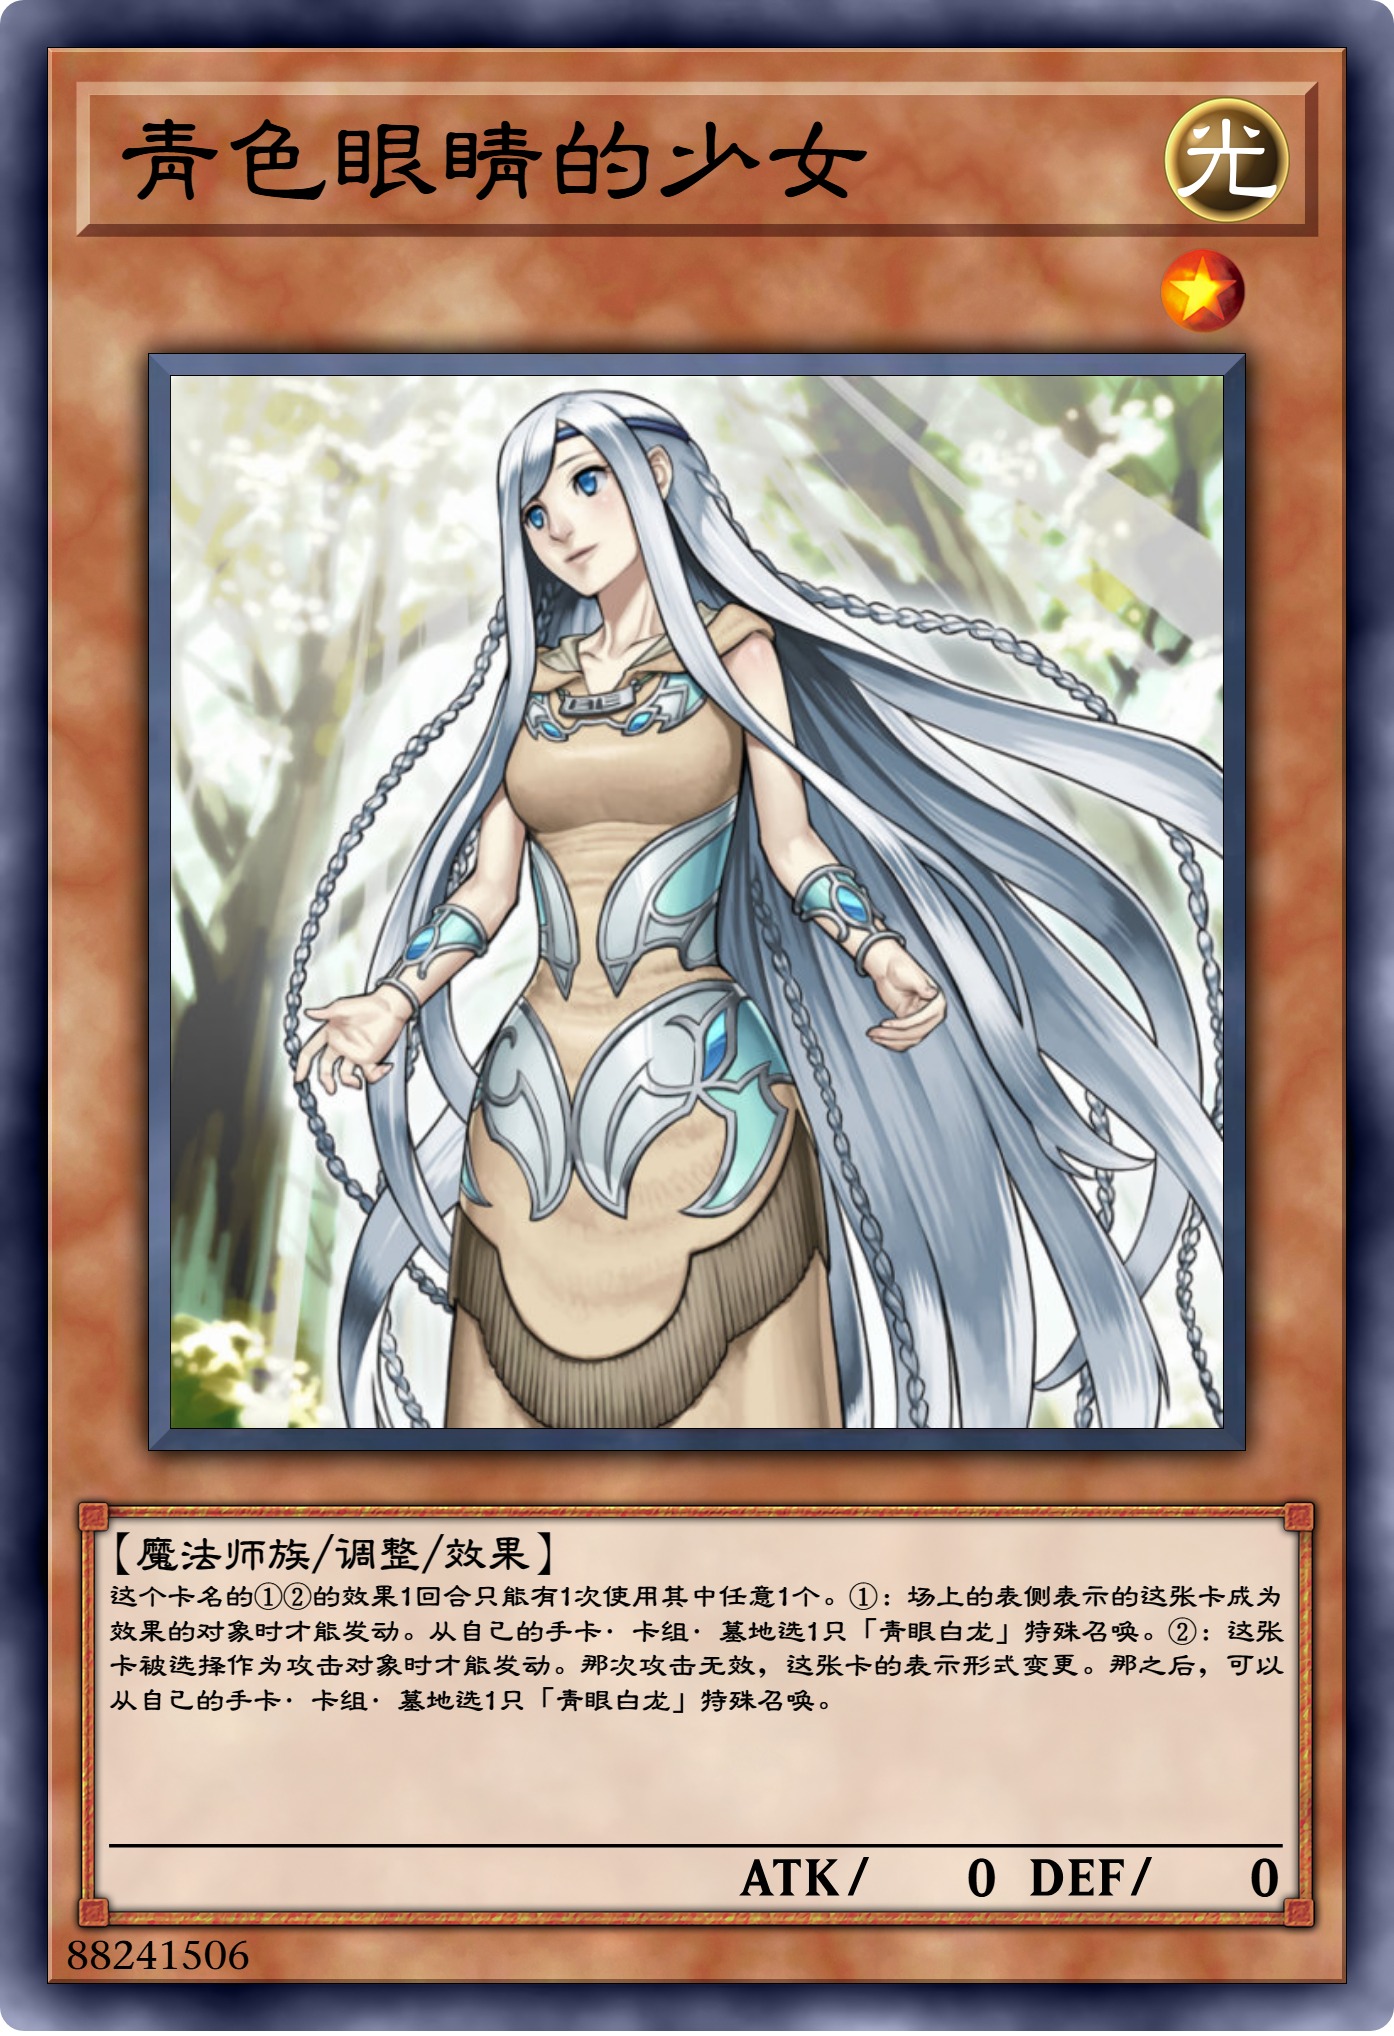 青色眼睛的少女
光
【魔法师族/调整/效果】
这个卡名的①②的效果1回合只能有1次使用其中任意1个。①：场上的表侧表示的这张卡成为
效果的对象时才能发动。从自己的手卡·卡组·墓地选1只「青眼白龙」特殊召唤。②：这张
卡被选择作为攻击对象时才能发动。那次攻击无效，这张卡的表示形式变更。那之后，可以
从自己的手卡·卡组·墓地选1只「青眼白龙」特殊召唤。
ATK/ 0 DEF/ 0
88241506